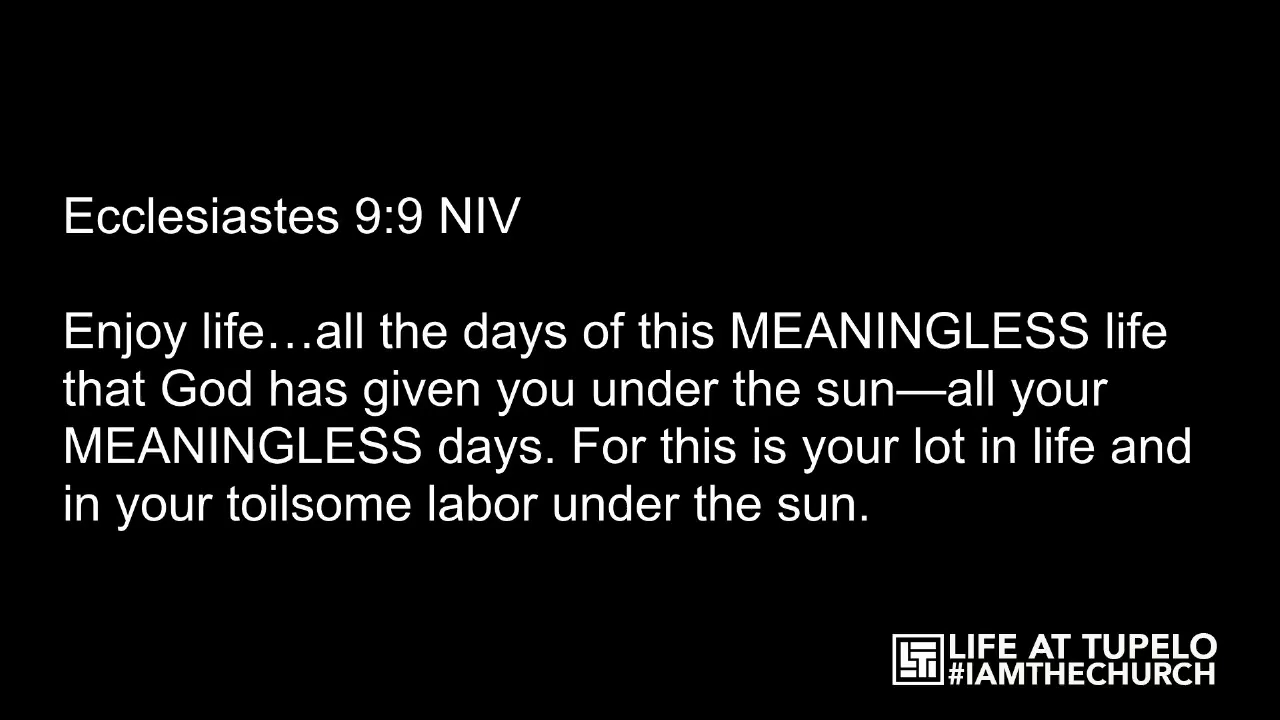 Ecclesiastes 9:9 NIV
Enjoy life…all the days of this MEANINGLESS life
that God has given you under the sun—all your
MEANINGLESS days. For this is your lot in life and
in your toilsome labor under the sun.
LIFE AT TUPELO
#IAMTHECHURCH